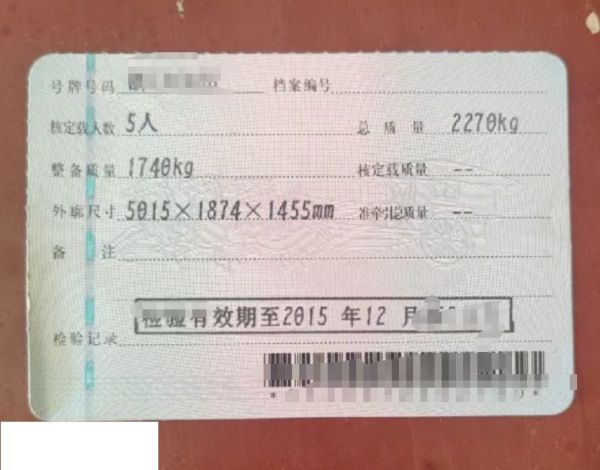 号牌号码 档案编号
核定载人数 5人 总质量 2270kg
整备质量 1740kg 核定载质量 --
外廓尺寸 5015×1874×1455mm 准牵引总质量 --
备注
检验有效期至2015年12月
检验记录
* *